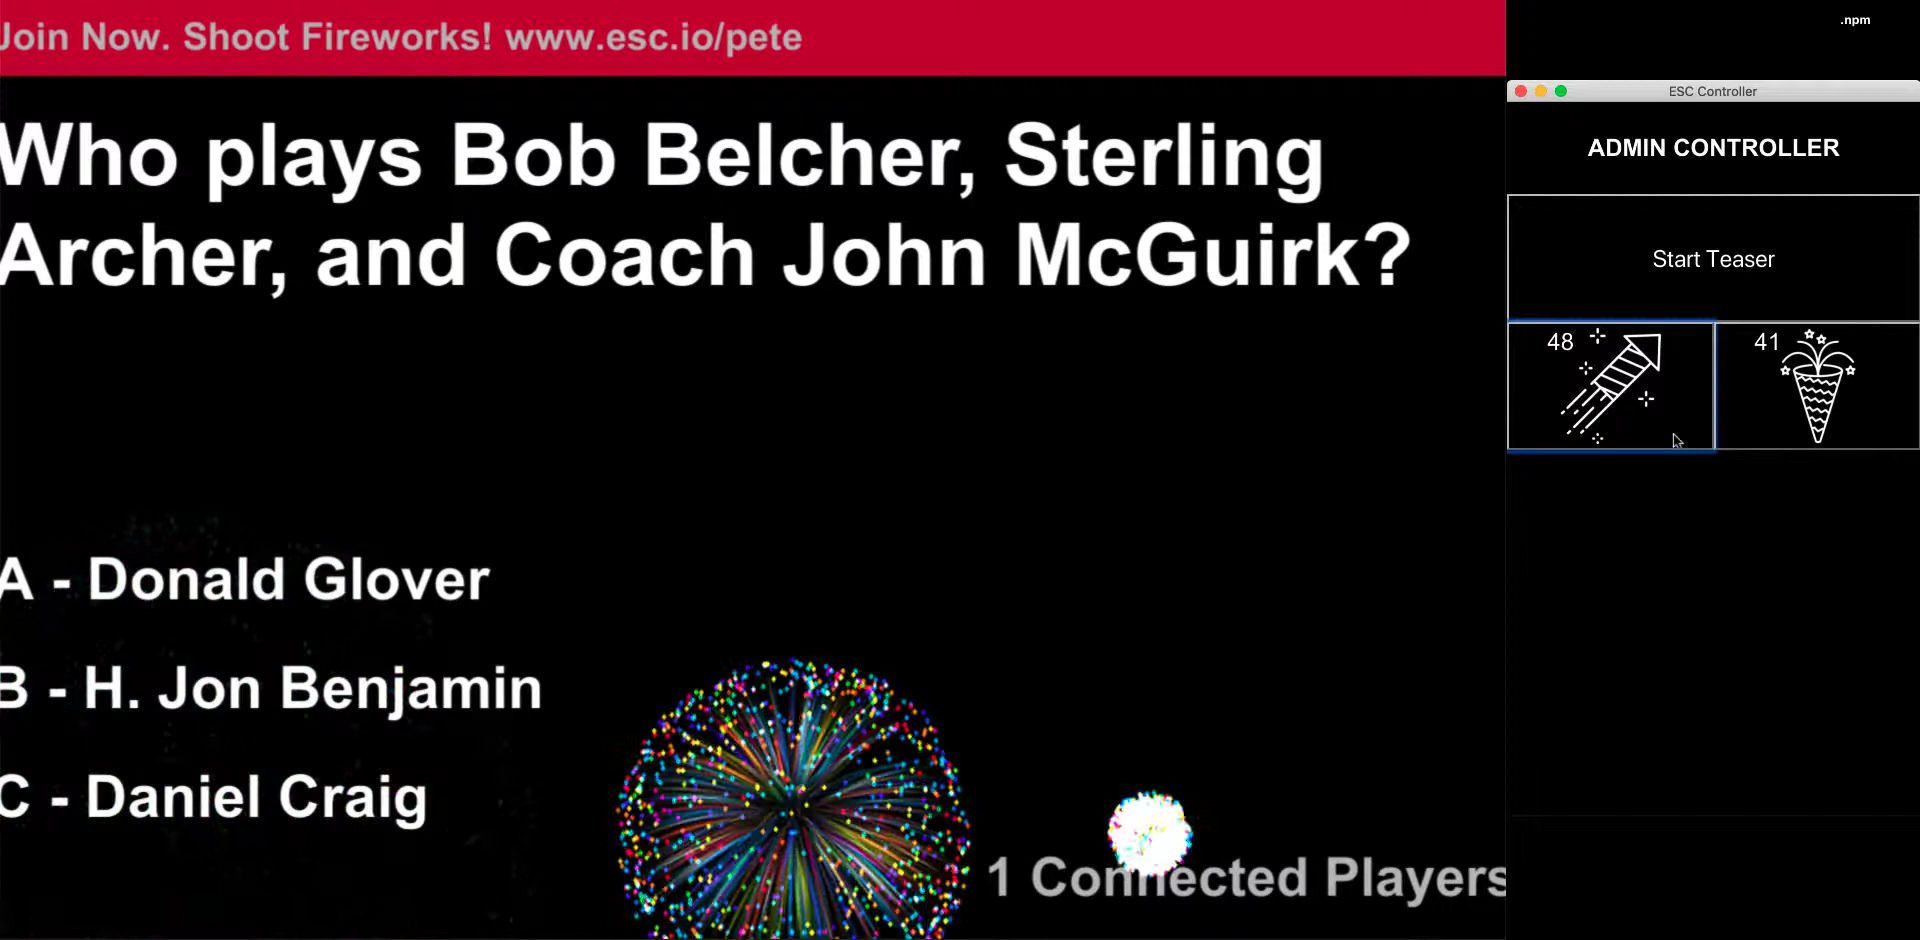 Join Now. Shoot Fireworks! www.esc.io/pete
.npm
Who plays Bob Belcher, Sterling
Archer, and Coach John McGuirk?
A - Donald Glover
B - H. Jon Benjamin
C - Daniel Craig
1 Connected Players
ESC Controller
ADMIN CONTROLLER
Start Teaser
48
41